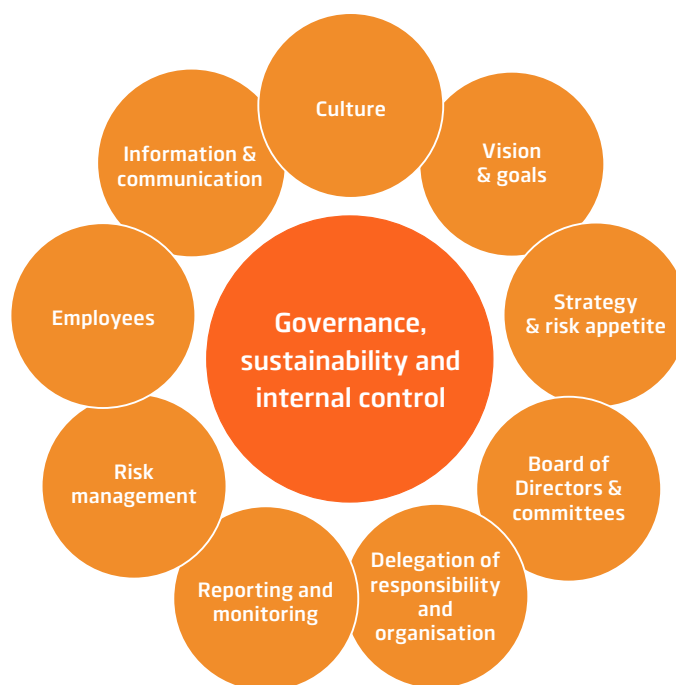 Culture
Vision
& goals
Strategy
& risk appetite
Board of
Directors &
committees
Delegation of
responsibility
and
organisation
Reporting and
monitoring
Risk
management
Employees
Information &
communication
Governance,
sustainability and
internal control